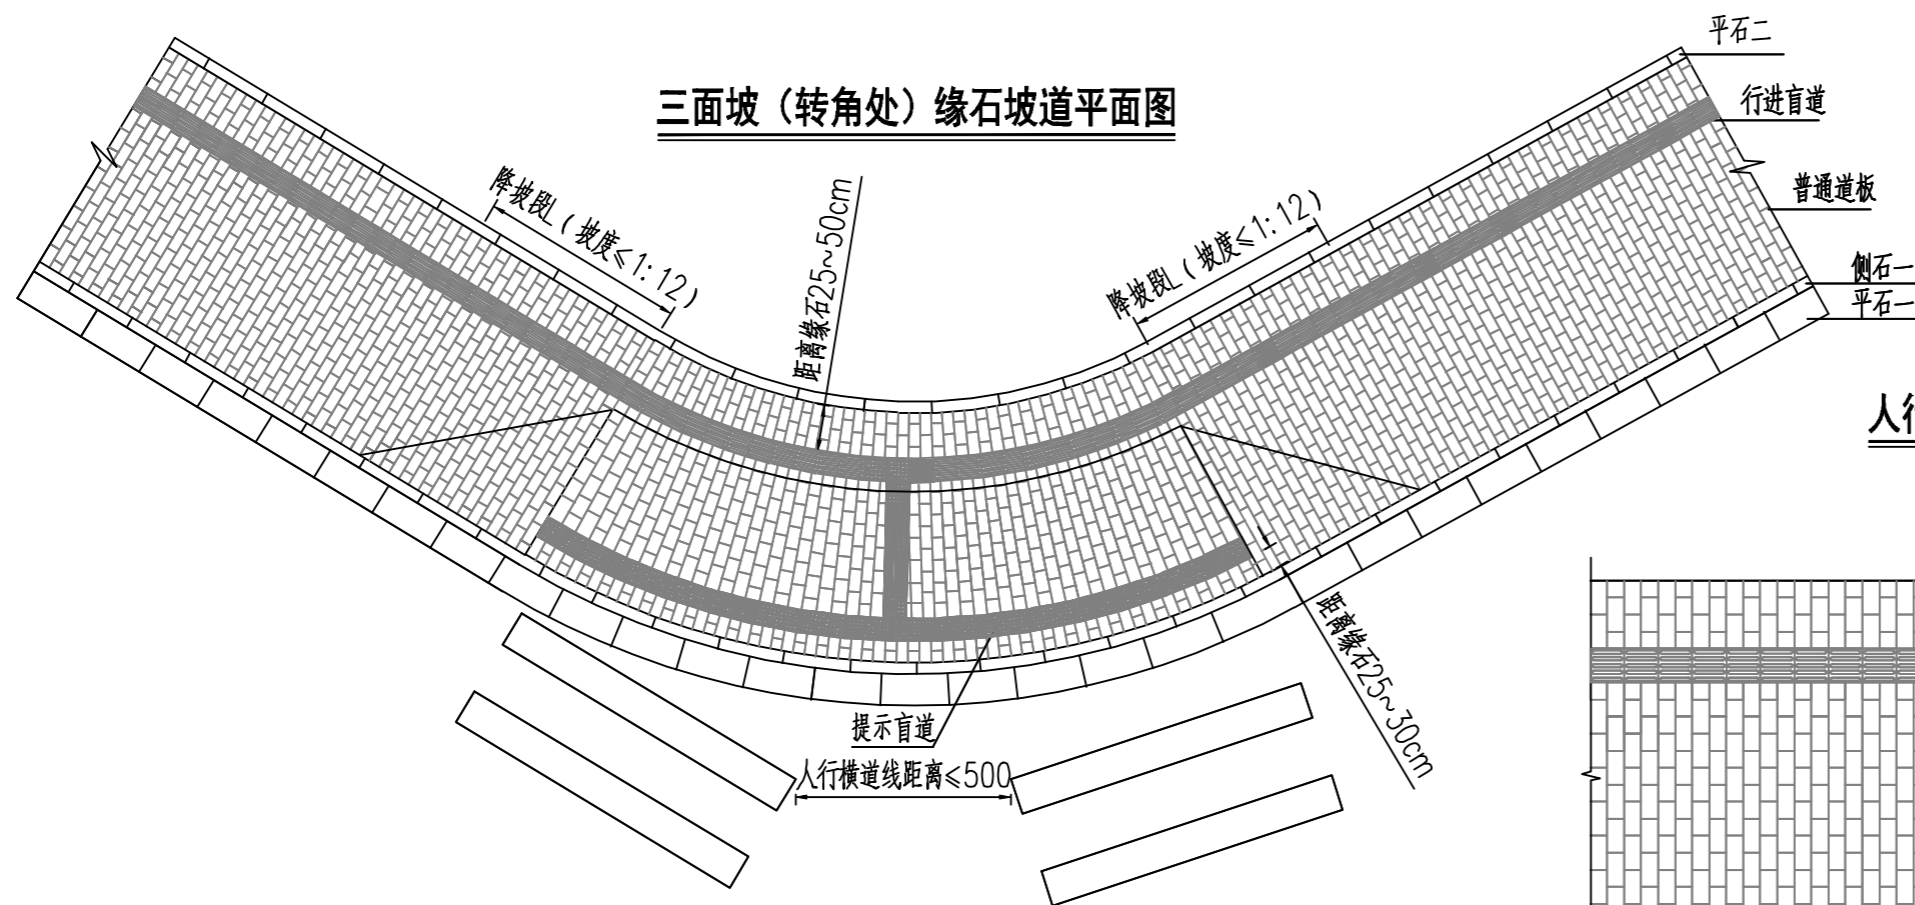 平石二
三面坡（转角处）缘石坡道平面图
行进盲道
普通道板
降坡段L（坡度≤1:12）
距离缘石25~50cm
降坡段L（坡度≤1:12）
侧石一
平石一
人行
距离缘石25~30cm
提示盲道
人行横道线距离≤500